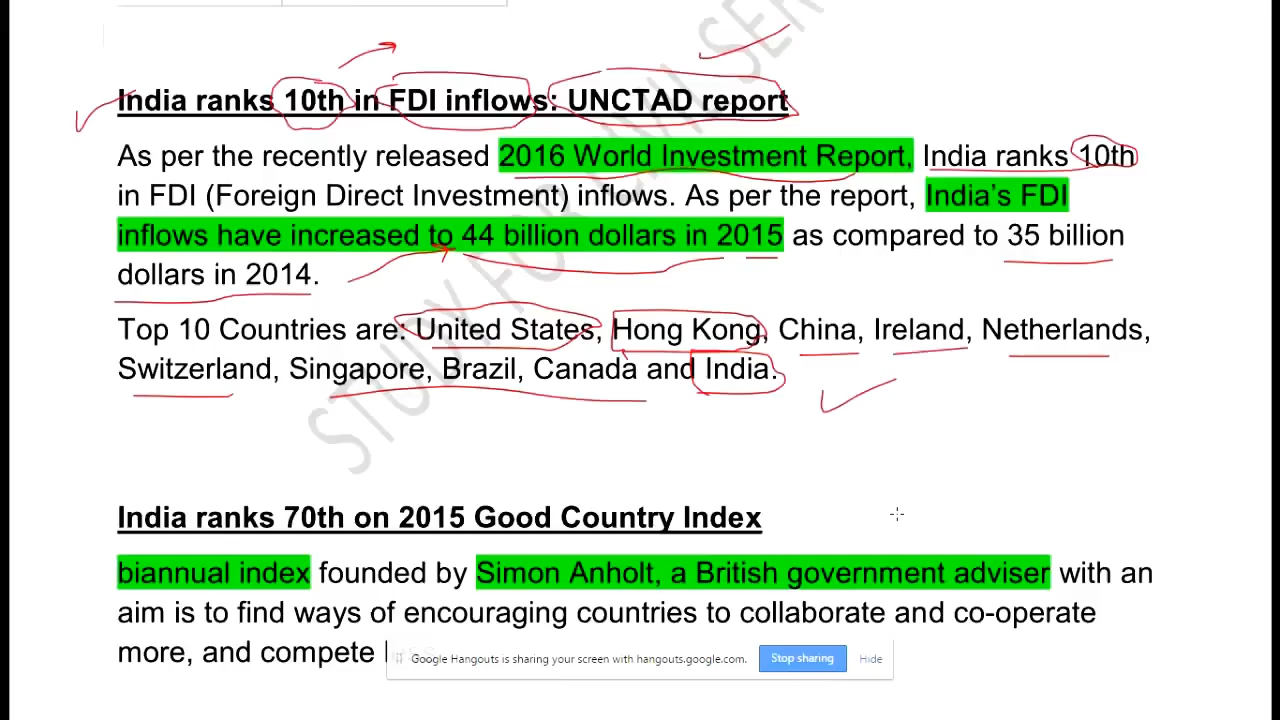 India ranks 10th in FDI inflows: UNCTAD report
As per the recently released 2016 World Investment Report, India ranks 10th
in FDI (Foreign Direct Investment) inflows. As per the report, India's FDI
inflows have increased to 44 billion dollars in 2015 as compared to 35 billion
dollars in 2014.
Top 10 Countries are: United States, Hong Kong, China, Ireland, Netherlands,
Switzerland, Singapore, Brazil, Canada and India.
STUDY FOR CIVIL SER
India ranks 70th on 2015 Good Country Index
biannual index founded by Simon Anholt, a British government adviser with an
aim is to find ways of encouraging countries to collaborate and co-operate
more, and compete
Google Hangouts is sharing your screen with hangouts.google.com. Stop sharing Hide